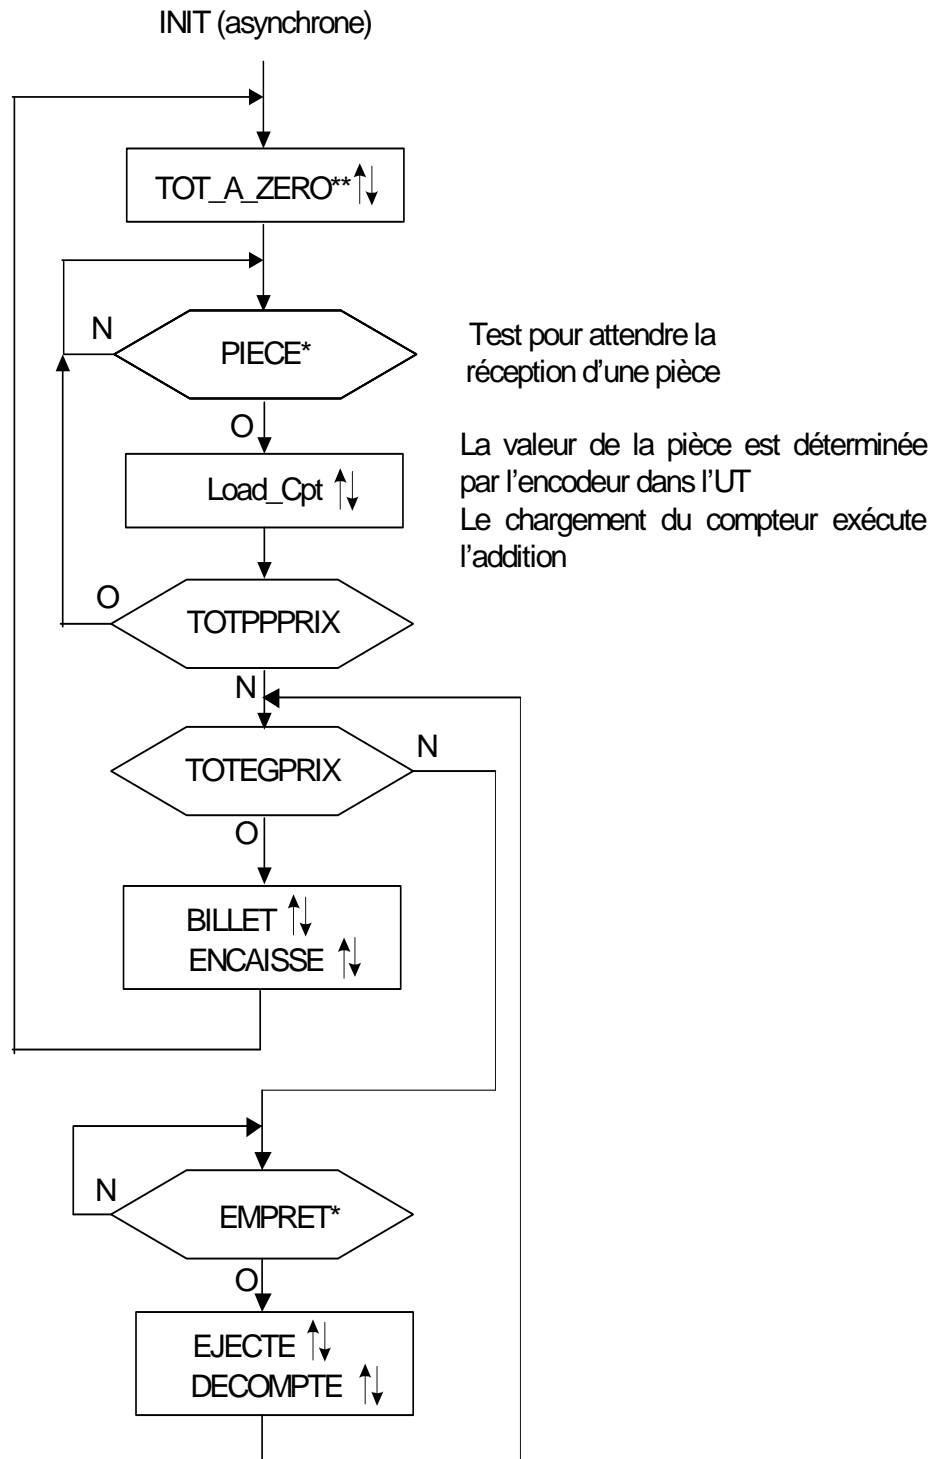 INIT (asynchrone)
TOT_A_ZERO**
N
PIECE*
Test pour attendre la
réception d'une pièce
O
La valeur de la pièce est déterminée
par l'encodeur dans l'UT
Le chargement du compteur exécute
l'addition
Load_Cpt
O
TOTPPPRIX
N
TOTEGPRIX
N
O
BILLET
ENCAISSE
N
EMPRET*
O
EJECTE
DECOMPTE